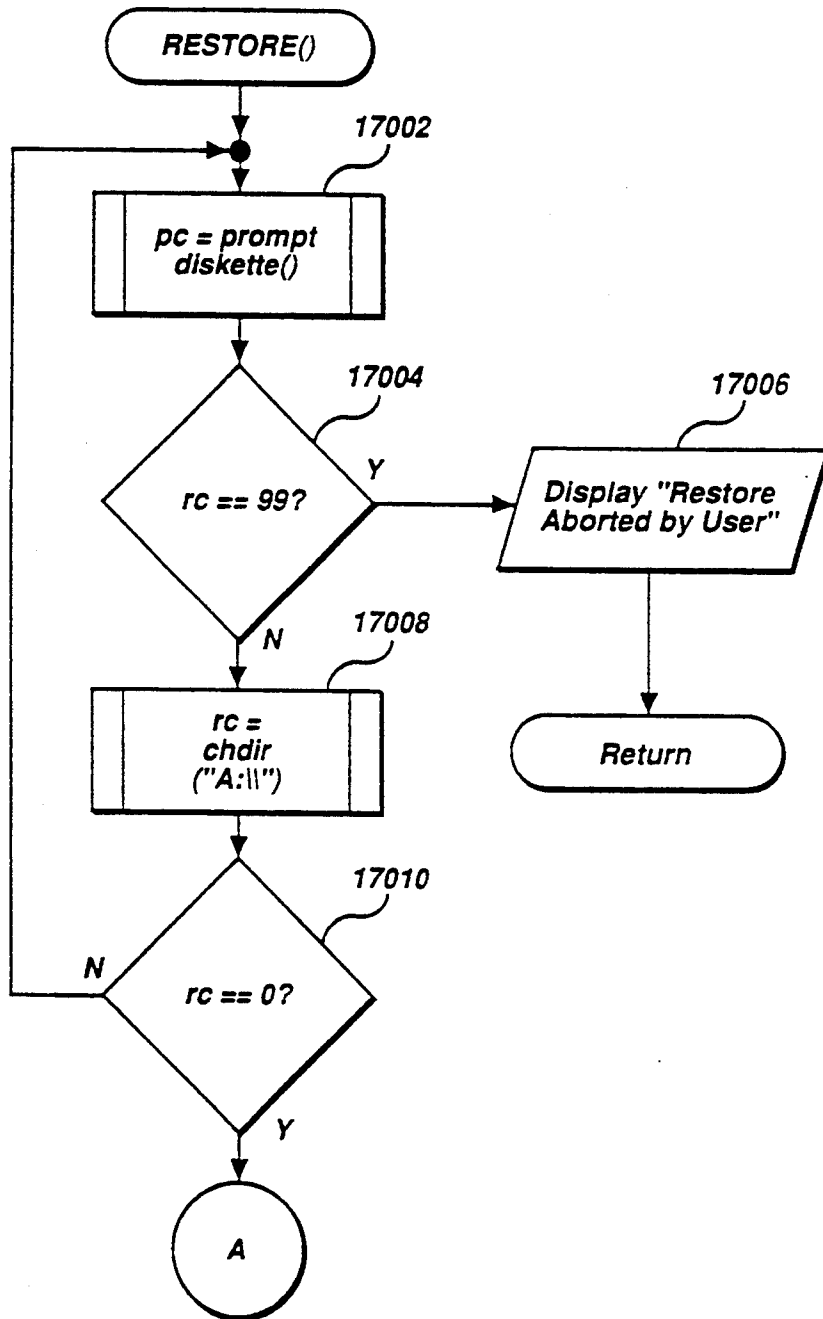 RESTORE()
17002
pc = prompt
diskette()
17004
rc == 99?
Y
17006
Display "Restore
Aborted by User"
N
Return
17008
rc =
chdir
("A:\\")
17010
N
rc == 0?
Y
A